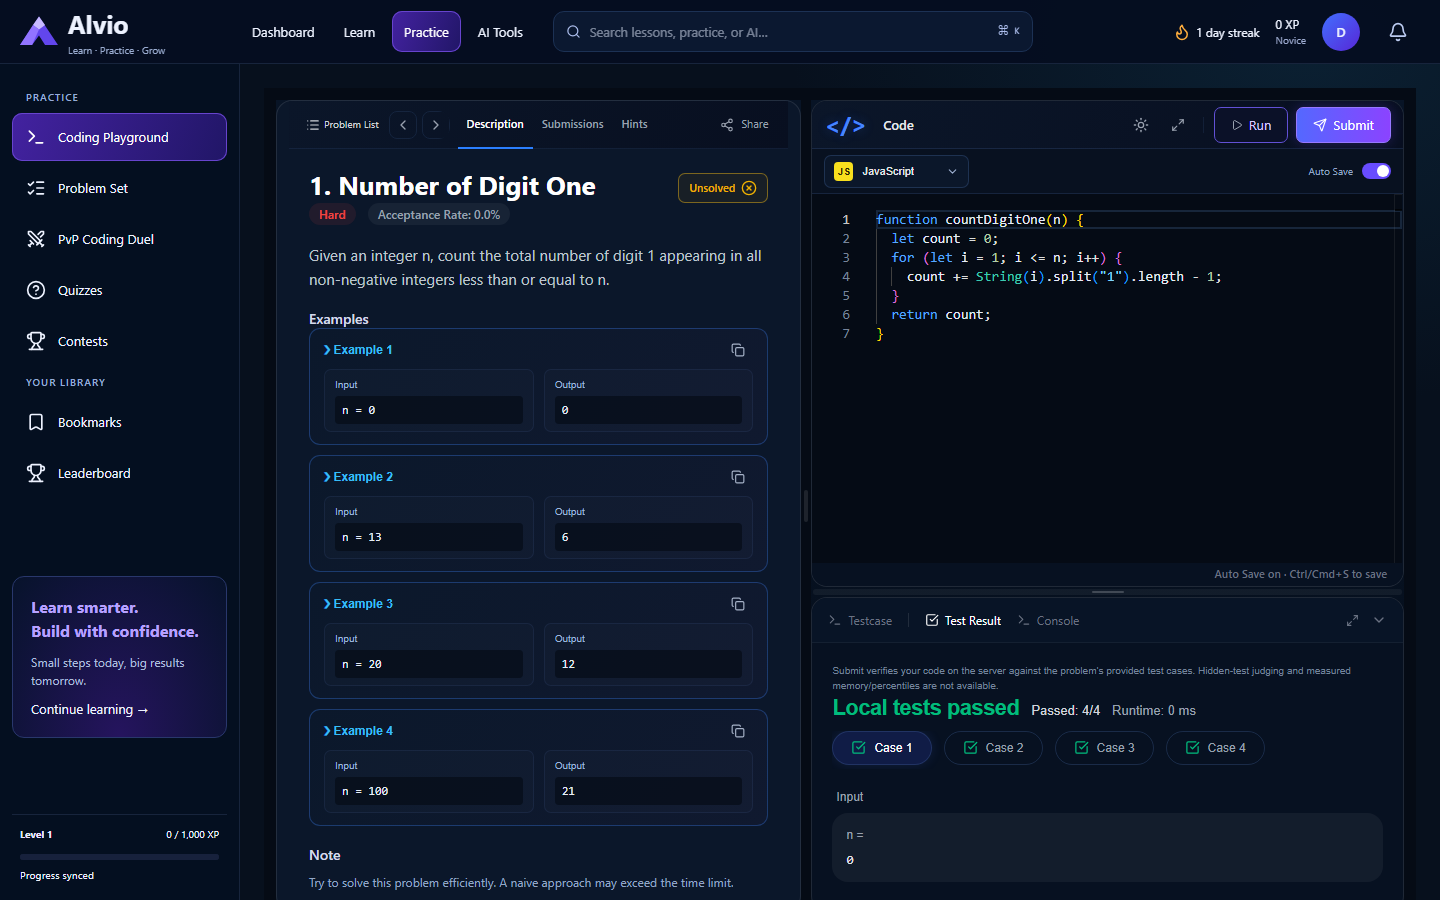 Alvio
Learn · Practice · Grow
Dashboard
Learn
Practice
AI Tools
Search lessons, practice, or AI...
⌘ K
1 day streak
0 XP
Novice
D
PRACTICE
Coding Playground
Problem Set
PvP Coding Duel
Quizzes
Contests
YOUR LIBRARY
Bookmarks
Leaderboard
Learn smarter.
Build with confidence.
Small steps today, big results
tomorrow.
Continue learning →
Level 1
0 / 1,000 XP
Progress synced
Problem List
Description
Submissions
Hints
Share
1. Number of Digit One
Unsolved
Hard
Acceptance Rate: 0.0%
Given an integer n, count the total number of digit 1 appearing in all
non-negative integers less than or equal to n.
Examples
Example 1
Input
Output
n = 0
0
Example 2
Input
Output
n = 13
6
Example 3
Input
Output
n = 20
12
Example 4
Input
Output
n = 100
21
Note
Try to solve this problem efficiently. A naive approach may exceed the time limit.
</> Code
Run
Submit
JS JavaScript
Auto Save
1 function countDigitOne(n) {
2 let count = 0;
3 for (let i = 1; i <= n; i++) {
4 count += String(i).split("1").length - 1;
5 }
6 return count;
7 }
Auto Save on · Ctrl/Cmd+S to save
Testcase
Test Result
Console
Submit verifies your code on the server against the problem's provided test cases. Hidden-test judging and measured
memory/percentiles are not available.
Local tests passed Passed: 4/4 Runtime: 0 ms
Case 1
Case 2
Case 3
Case 4
Input
n =
0